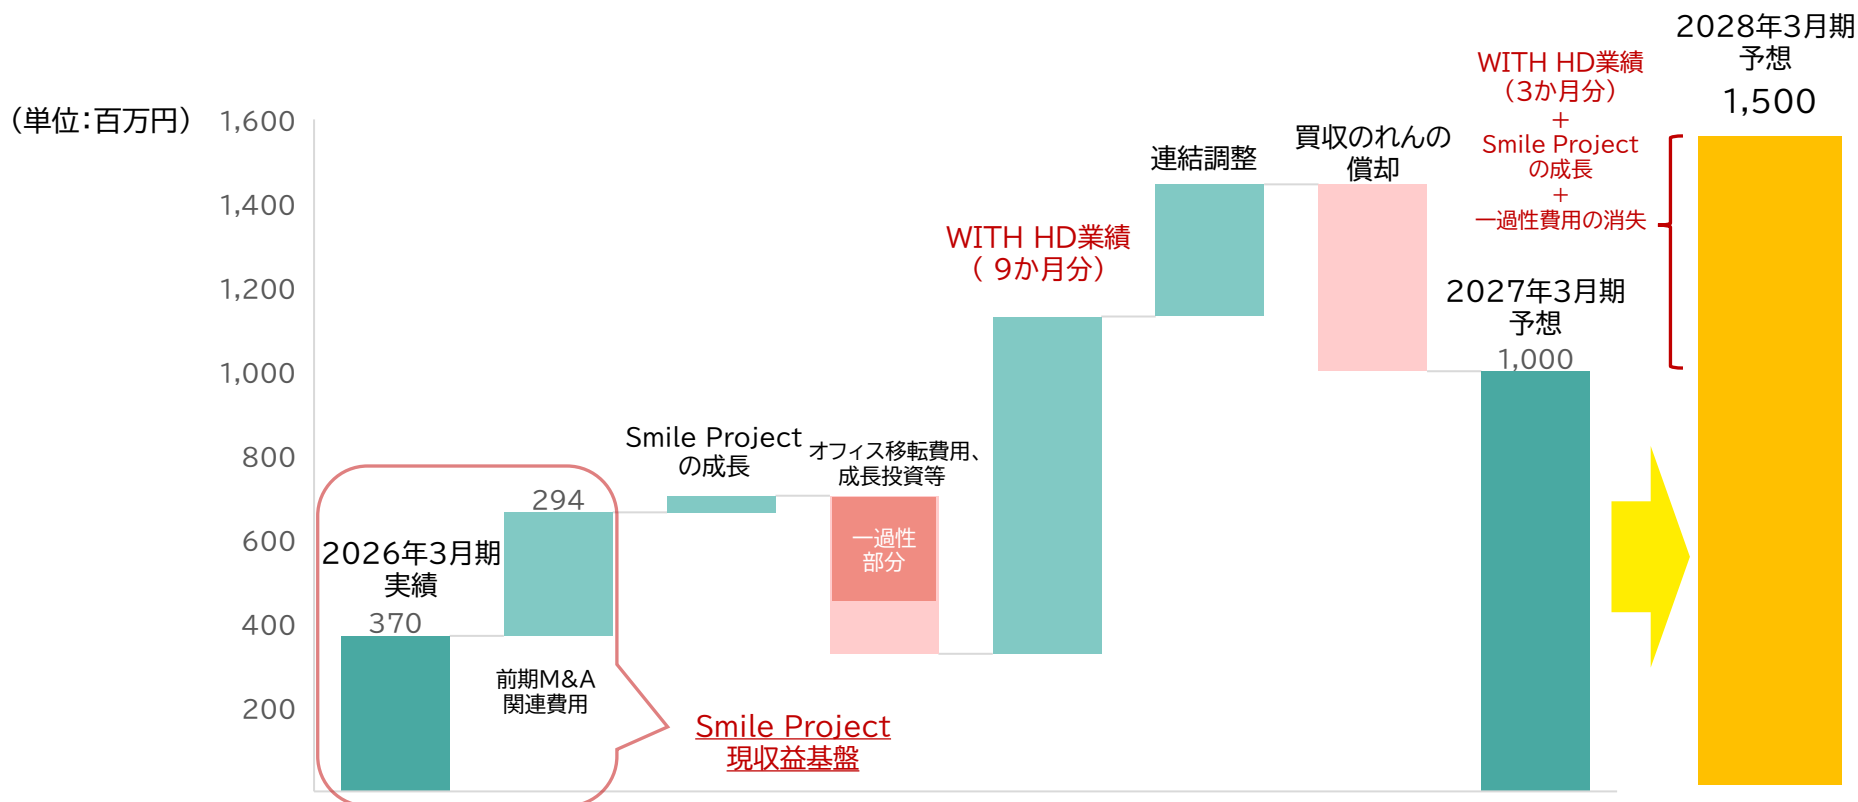 (単位:百万円)
1,600
1,400
1,200
1,000
800
600
400
200
2026年3月期
実績
370
294
前期M&A
関連費用
Smile Project
現収益基盤
Smile Project
の成長
オフィス移転費用、
成長投資等
一過性
部分
WITH HD業績
( 9か月分)
連結調整
買収のれんの
償却
2027年3月期
予想
1,000
WITH HD業績
(3か月分)
+
Smile Project
の成長
+
一過性費用の消失
2028年3月期
予想
1,500